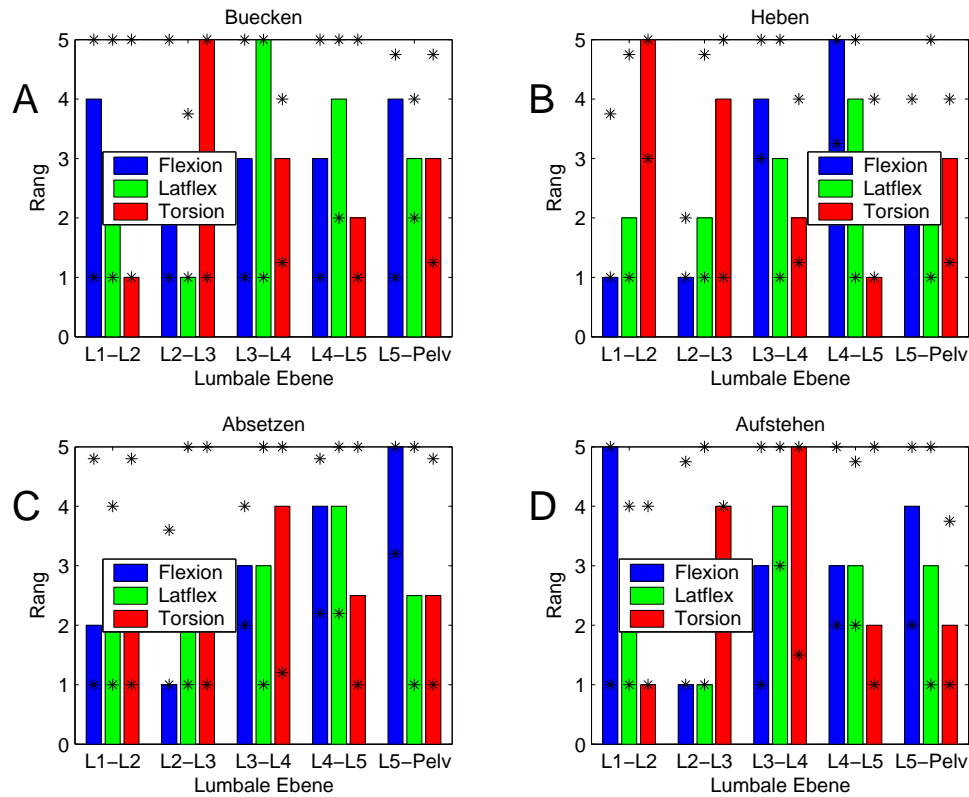 Buecken
A
Rang
5
4
3
2
1
0
Flexion
Latflex
Torsion
L1−L2 L2−L3 L3−L4 L4−L5 L5−Pelv
Lumbale Ebene
Heben
B
Rang
5
4
3
2
1
0
Flexion
Latflex
Torsion
L1−L2 L2−L3 L3−L4 L4−L5 L5−Pelv
Lumbale Ebene
Absetzen
C
Rang
5
4
3
2
1
0
Flexion
Latflex
Torsion
L1−L2 L2−L3 L3−L4 L4−L5 L5−Pelv
Lumbale Ebene
Aufstehen
D
Rang
5
4
3
2
1
0
Flexion
Latflex
Torsion
L1−L2 L2−L3 L3−L4 L4−L5 L5−Pelv
Lumbale Ebene